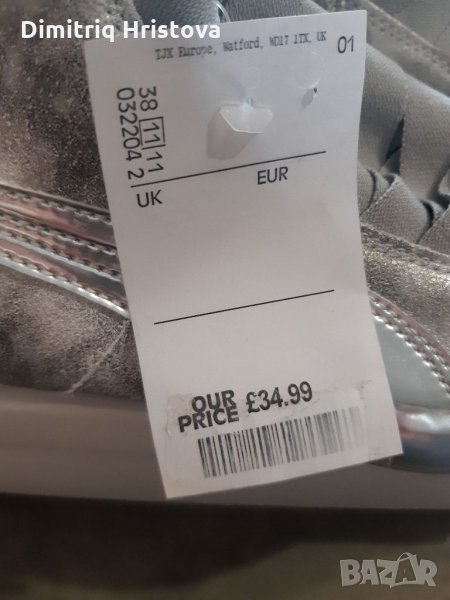 Dimitriq Hristova
TJX Europe, Watford, WD17 1TX, UK
01
38 11 11
032204 2
UK EUR
OUR PRICE £34.99
BAZAR